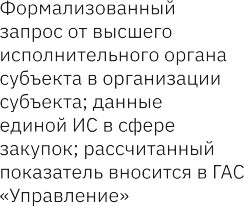 Формализованный
запрос от высшего
исполнительного органа
субъекта в организации
субъекта; данные
единой ИС в сфере
закупок; рассчитанный
показатель вносится в ГАС
«Управление»